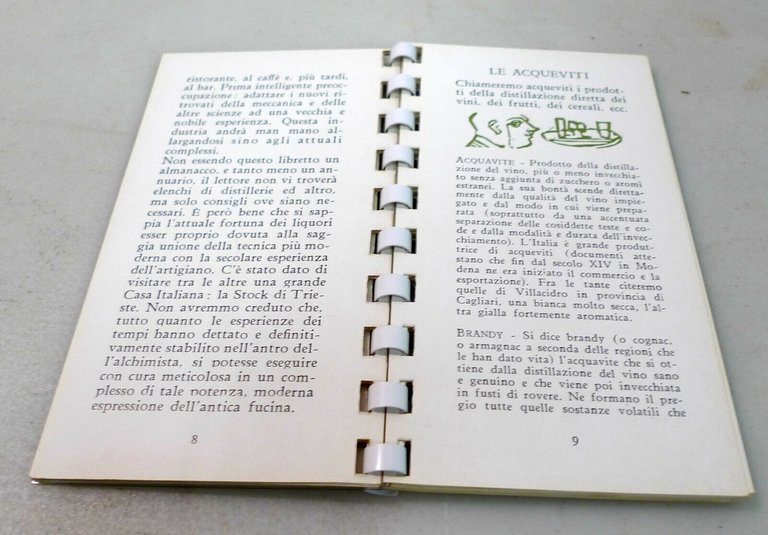 ristorante, al caffè e, più tardi,
al bar. Prima intelligente preoc-
cupazione: adattare i nuovi ri-
trovati della meccanica e delle
altre scienze ad una vecchia e
nobile esperienza. Questa in-
dustria andrà man mano al-
largandosi sino agli attuali
complessi.
Non essendo questo libretto un
almanacco, e tanto meno un an-
nuario, il lettore non vi troverà
elenchi di distillerie ed altro,
ma solo consigli ove siano ne-
cessari. È però bene che si sap-
pia l'attuale fortuna dei liquori
esser proprio dovuta alla sag-
gia unione della tecnica più mo-
derna con la secolare esperienza
dell'artigiano. C'è stato dato di
visitare tra le altre una grande
Casa Italiana: la Stock di Trie-
ste. Non avremmo creduto che,
tutto quanto le esperienze dei
tempi hanno dettato e definiti-
vamente stabilito nell'antro del-
l'alchimista, si potesse eseguire
con cura meticolosa in un com-
plesso di tale potenza, moderna
espressione dell'antica fucina.
8
LE ACQUEVITI
Chiameremo acqueviti i prodot-
ti della distillazione diretta dei
vini, dei frutti, dei cereali, ecc.
ACQUAVITE - Prodotto della distilla-
zione del vino, più o meno invecchia-
to senza aggiunta di zucchero o aromi
estranei. La sua bontà scende diretta-
mente dalla qualità del vino impie-
gato e dal modo in cui viene prepa-
rata (soprattutto da una accentuata
separazione delle cosiddette teste e co-
de e dalla modalità e durata dell'invec-
chiamento). L'Italia è grande produt-
trice di acqueviti (documenti atte-
stano che fin dal secolo XIV in Mo-
dena ne era iniziato il commercio e la
esportazione). Fra le tante citeremo
quelle di Villacidro in provincia di
Cagliari, una bianca molto secca, l'al-
tra gialla fortemente aromatica.
BRANDY - Si dice brandy (o cognac,
o armagnac a seconda delle regioni che
le han dato vita) l'acquavite che si ot-
tiene dalla distillazione del vino sano
e genuino e che viene poi invecchiata
in fusti di rovere. Ne formano il pre-
gio tutte quelle sostanze volatili che
9